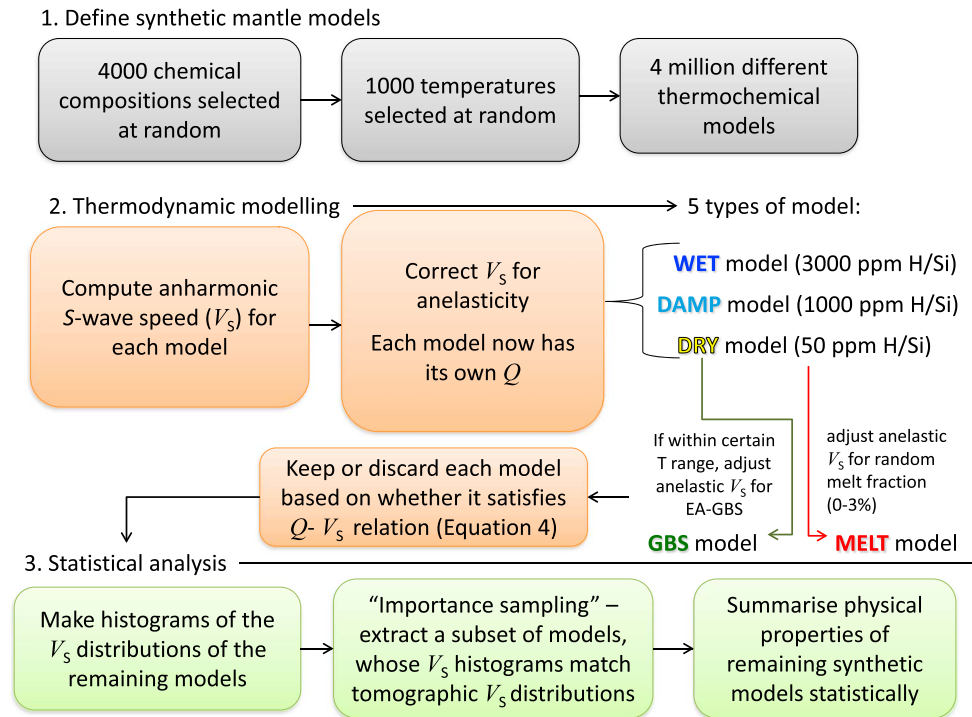 1. Define synthetic mantle models
4000 chemical
compositions selected
at random
1000 temperatures
selected at random
4 million different
thermochemical
models
2. Thermodynamic modelling
5 types of model:
Compute anharmonic
S-wave speed (VS) for
each model
Correct VS for
anelasticity
Each model now has
its own Q
WET model (3000 ppm H/Si)
DAMP model (1000 ppm H/Si)
DRY model (50 ppm H/Si)
If within certain
T range, adjust
anelastic VS for
EA-GBS
adjust anelastic
VS for random
melt fraction
(0-3%)
GBS model
MELT model
Keep or discard each model
based on whether it satisfies
Q- VS relation (Equation 4)
3. Statistical analysis
Make histograms of the
VS distributions of the
remaining models
“Importance sampling” –
extract a subset of models,
whose VS histograms match
tomographic VS distributions
Summarise physical
properties of
remaining synthetic
models statistically